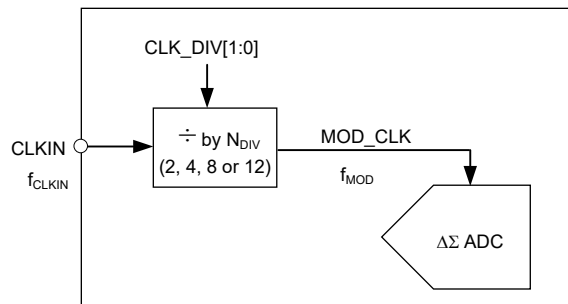 CLK_DIV[1:0]
÷ by NDIV
(2, 4, 8 or 12)
CLKIN
fCLKIN
MOD_CLK
fMOD
ΔΣ ADC